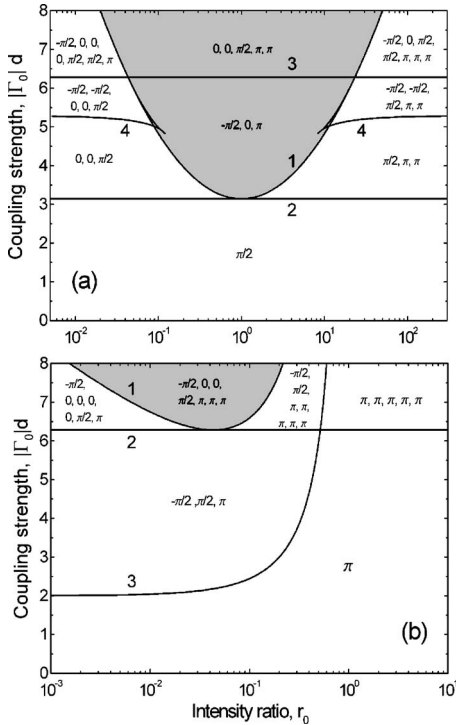 8
7
6
5
4
3
2
1
0
Coupling strength, |Γ₀| d
-π/2, 0, 0,
0, π/2, π/2, π
0, 0, π/2, π, π
-π/2, 0, π/2,
π/2, π, π, π
3
-π/2, -π/2,
0, 0, π/2
-π/2, 0, π
-π/2, -π/2,
π/2, π, π
4
4
0, 0, π/2
1
π/2, π, π
2
π/2
(a)
10⁻² 10⁻¹ 10⁰ 10¹ 10²
8
7
6
5
4
3
2
1
0
Coupling strength, |Γ₀|d
1
-π/2,
0, 0, 0,
0, π/2, π
-π/2, 0, 0,
π/2, π, π, π
-π/2,
π/2,
π, π,
π, π, π
π, π, π, π, π
2
-π/2 ,π/2, π
3
π
(b)
10⁻³ 10⁻² 10⁻¹ 10⁰ 10¹
Intensity ratio, r₀